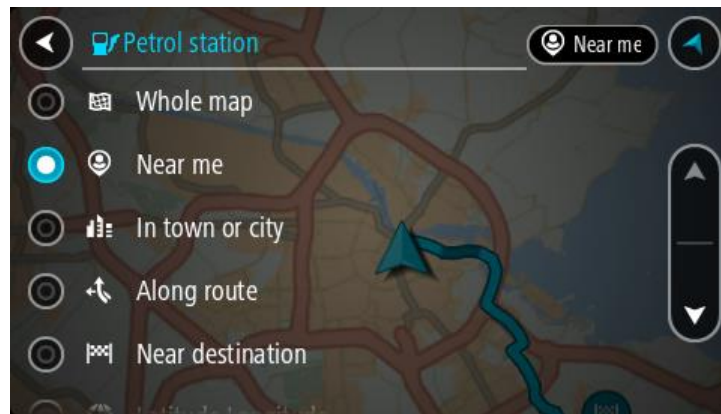 Petrol station
Near me
Whole map
Near me
In town or city
Along route
Near destination